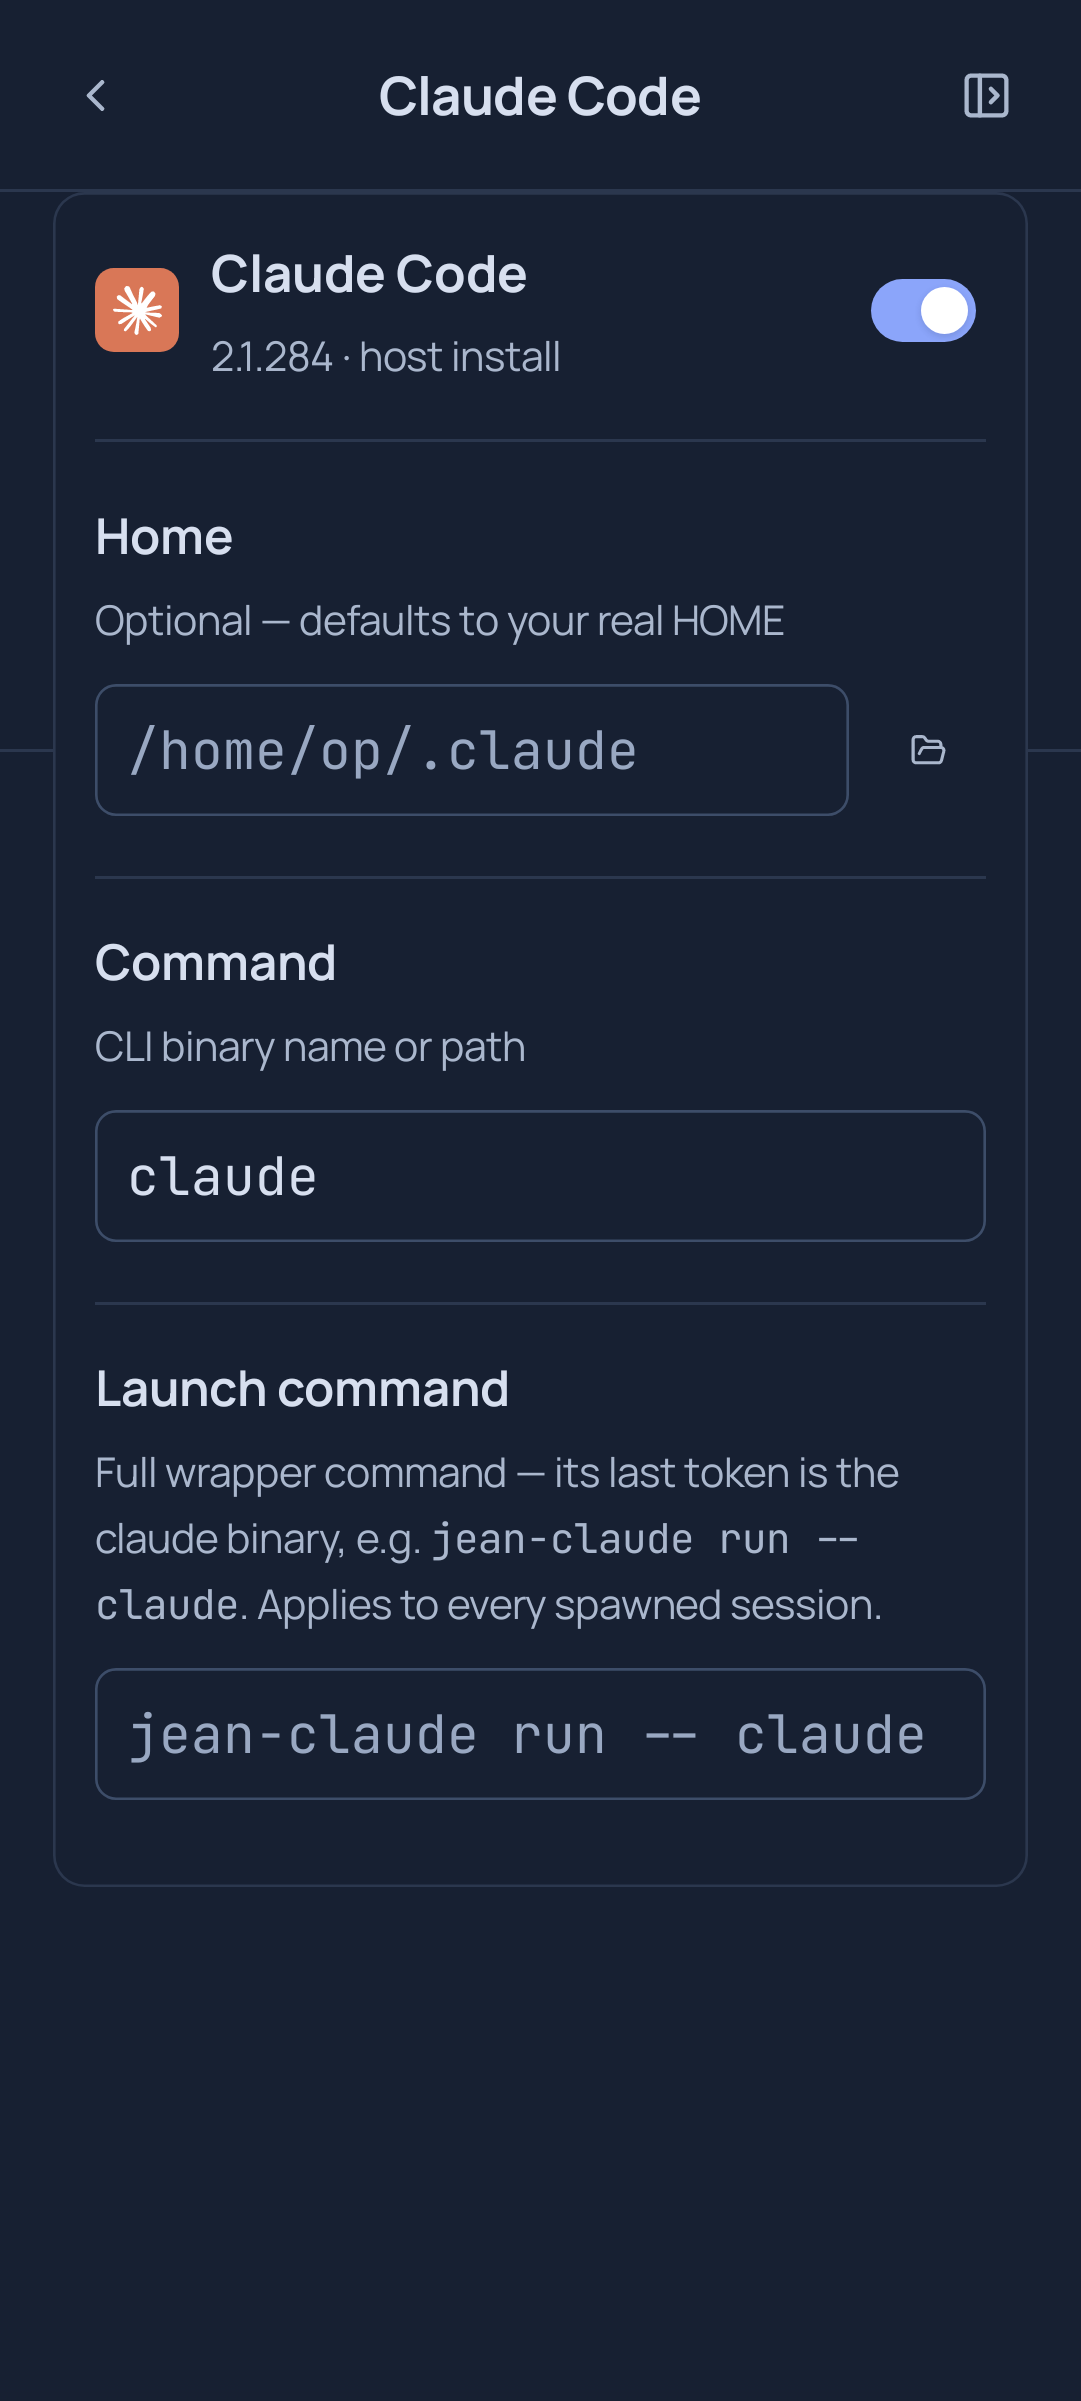 Claude Code
Claude Code
2.1.284 · host install
Home
Optional — defaults to your real HOME
/home/op/.claude
Command
CLI binary name or path
claude
Launch command
Full wrapper command — its last token is the
claude binary, e.g. jean-claude run --
claude. Applies to every spawned session.
jean-claude run -- claude